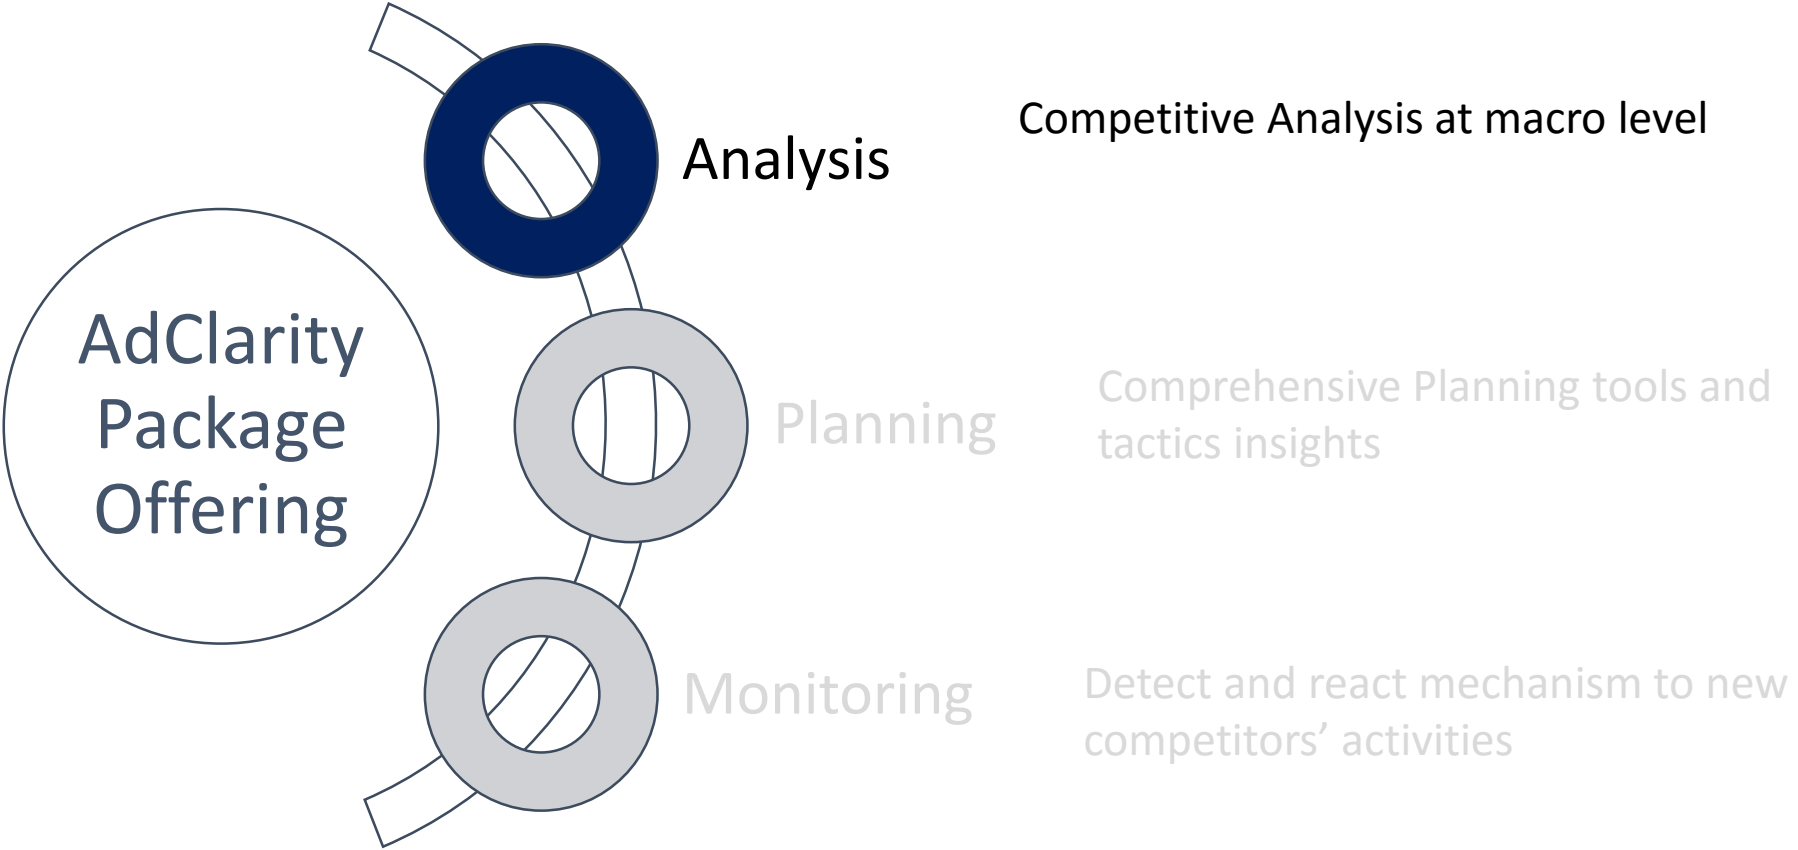 Analysis
Competitive Analysis at macro level
AdClarity
Package
Offering
Planning
Comprehensive Planning tools and
tactics insights
Monitoring
Detect and react mechanism to new
competitors’ activities